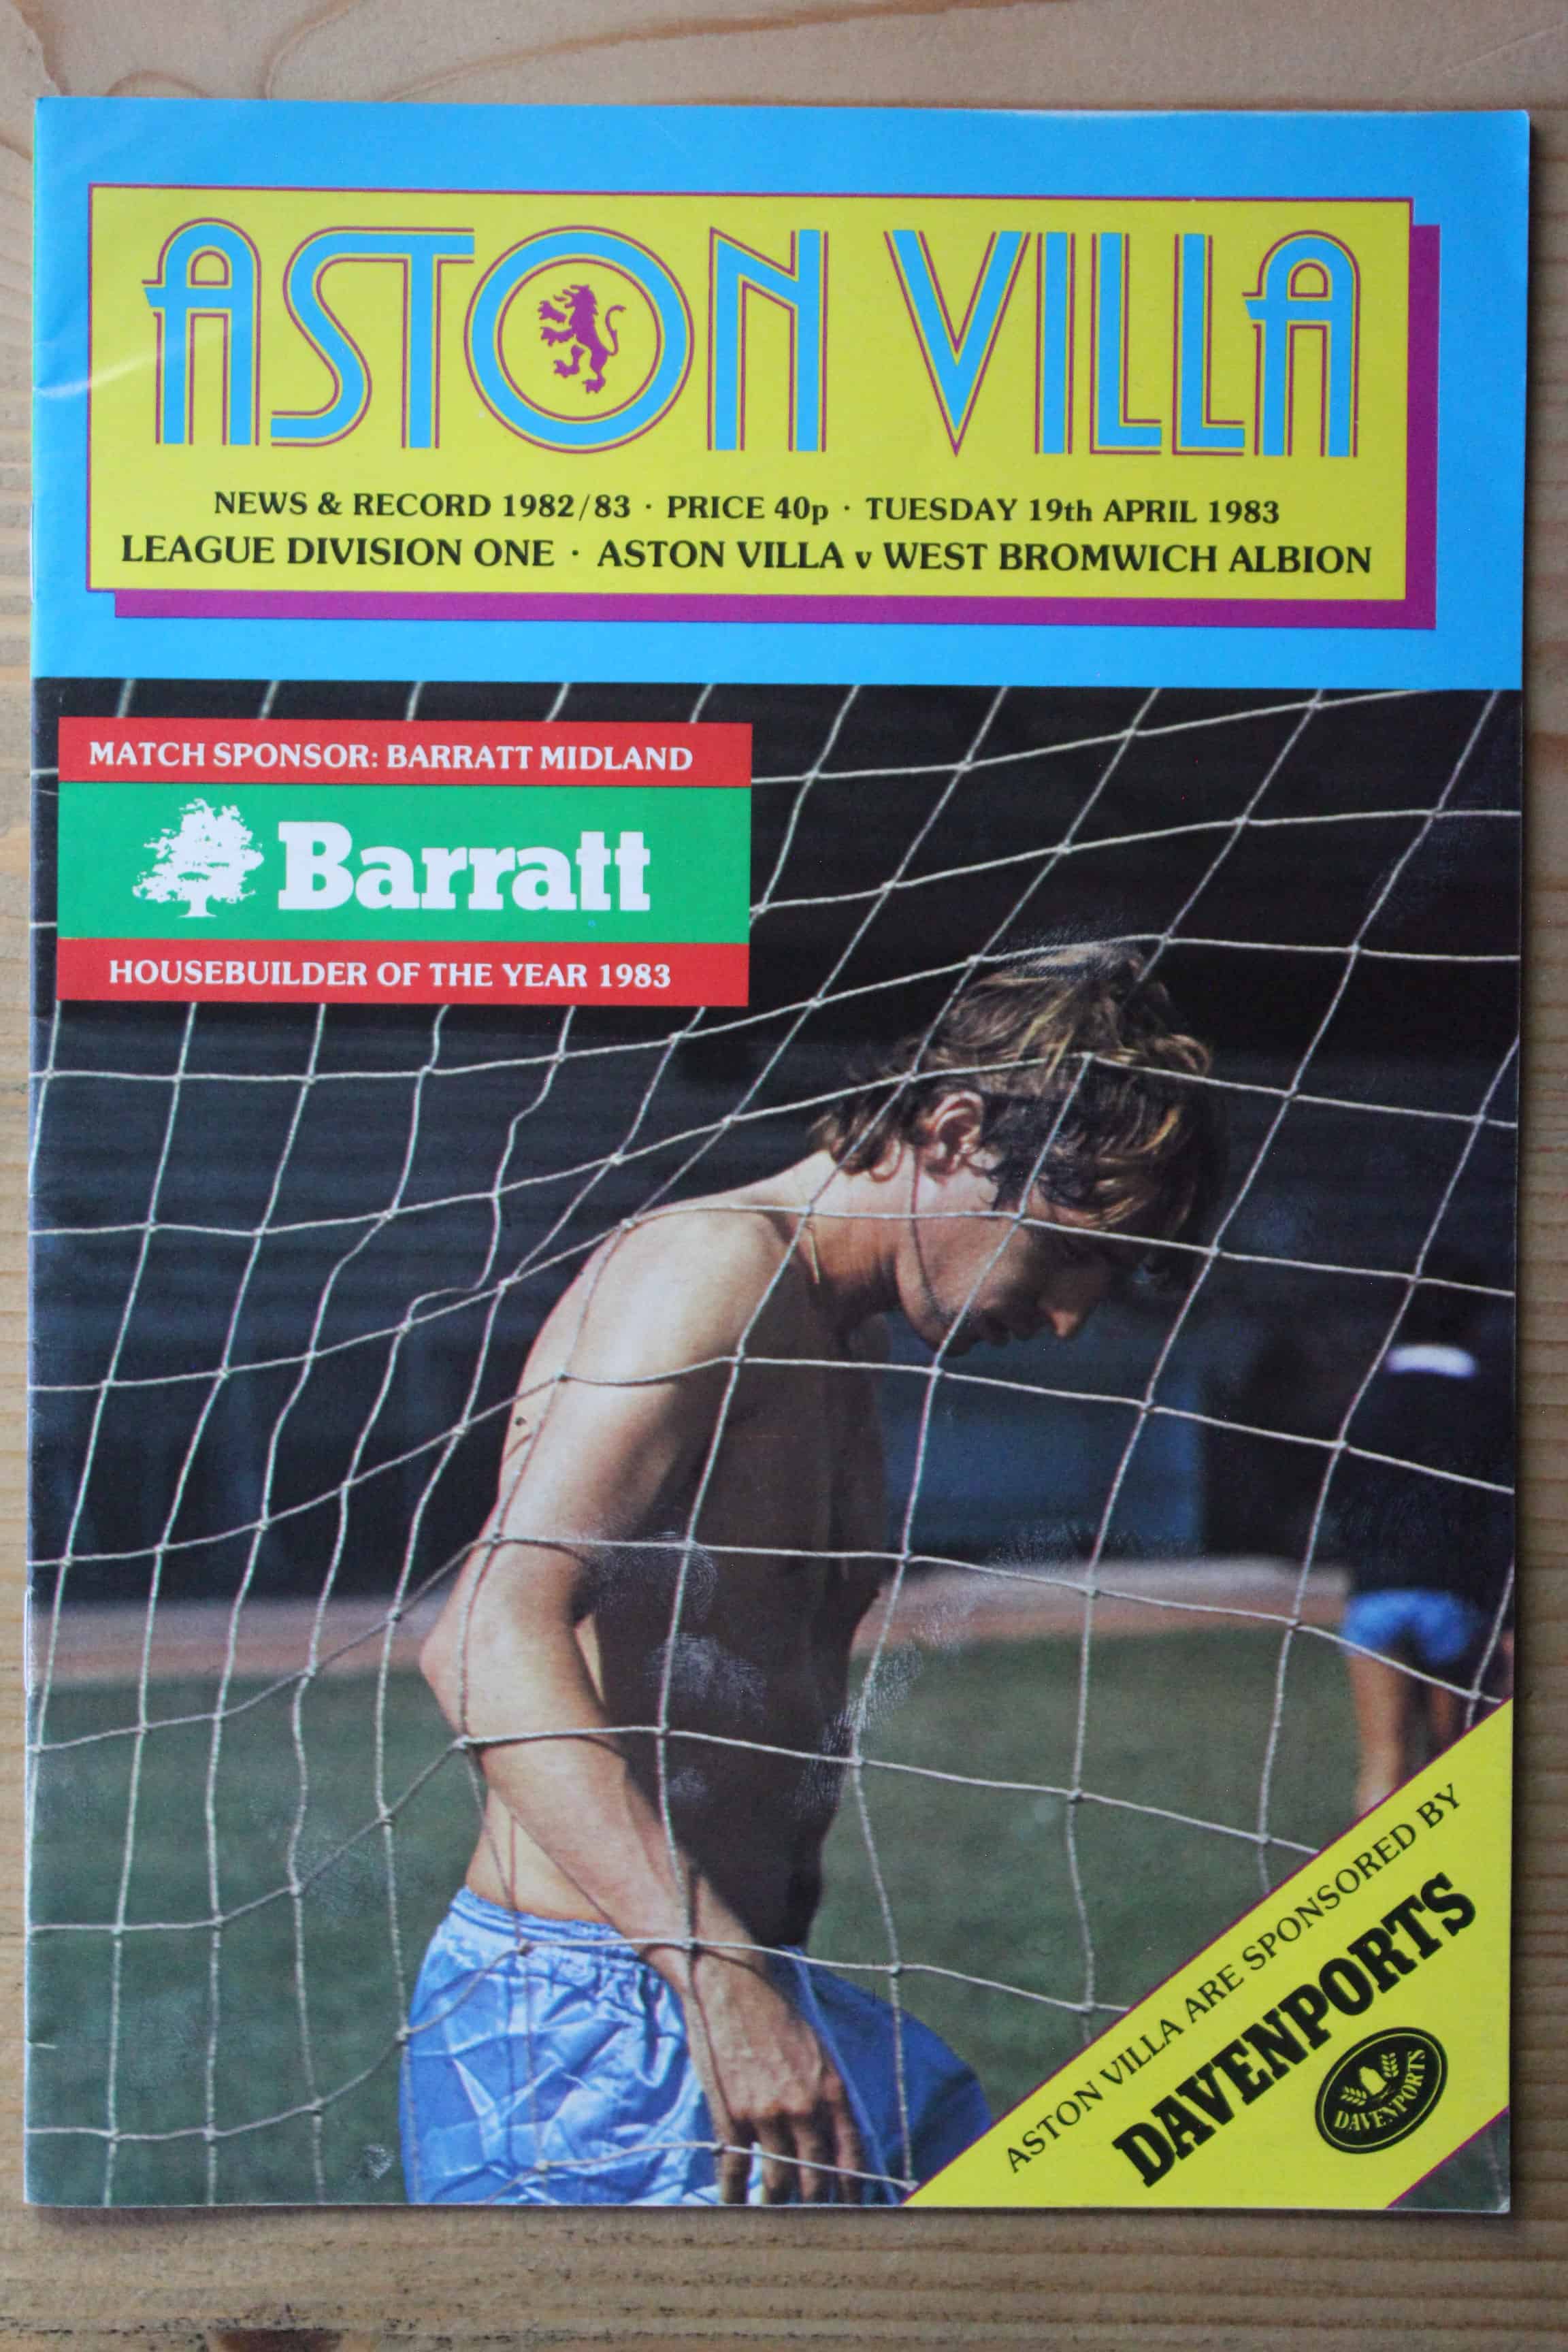 ASTON VILLA
NEWS & RECORD 1982/83 · PRICE 40p · TUESDAY 19th APRIL 1983
LEAGUE DIVISION ONE · ASTON VILLA v WEST BROMWICH ALBION
MATCH SPONSOR: BARRATT MIDLAND
Barratt
HOUSEBUILDER OF THE YEAR 1983
ASTON VILLA ARE SPONSORED BY
DAVENPORTS
DAVENPORTS